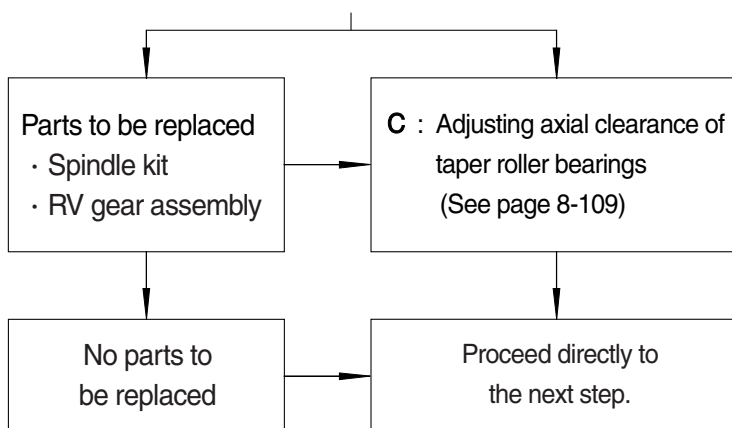 Parts to be replaced
· Spindle kit
· RV gear assembly
C : Adjusting axial clearance of
taper roller bearings
(See page 8-109)
No parts to
be replaced
Proceed directly to
the next step.